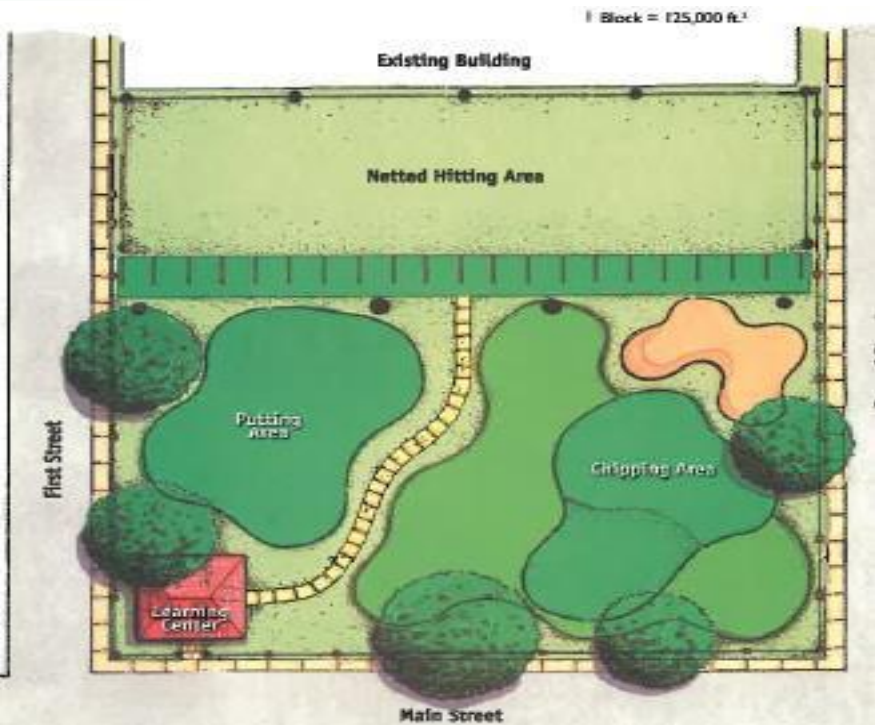 1 Block = 125,000 ft.²
Existing Building
Netted Hitting Area
Putting
Area
Chipping Area
First Street
Learning
Center
Main Street